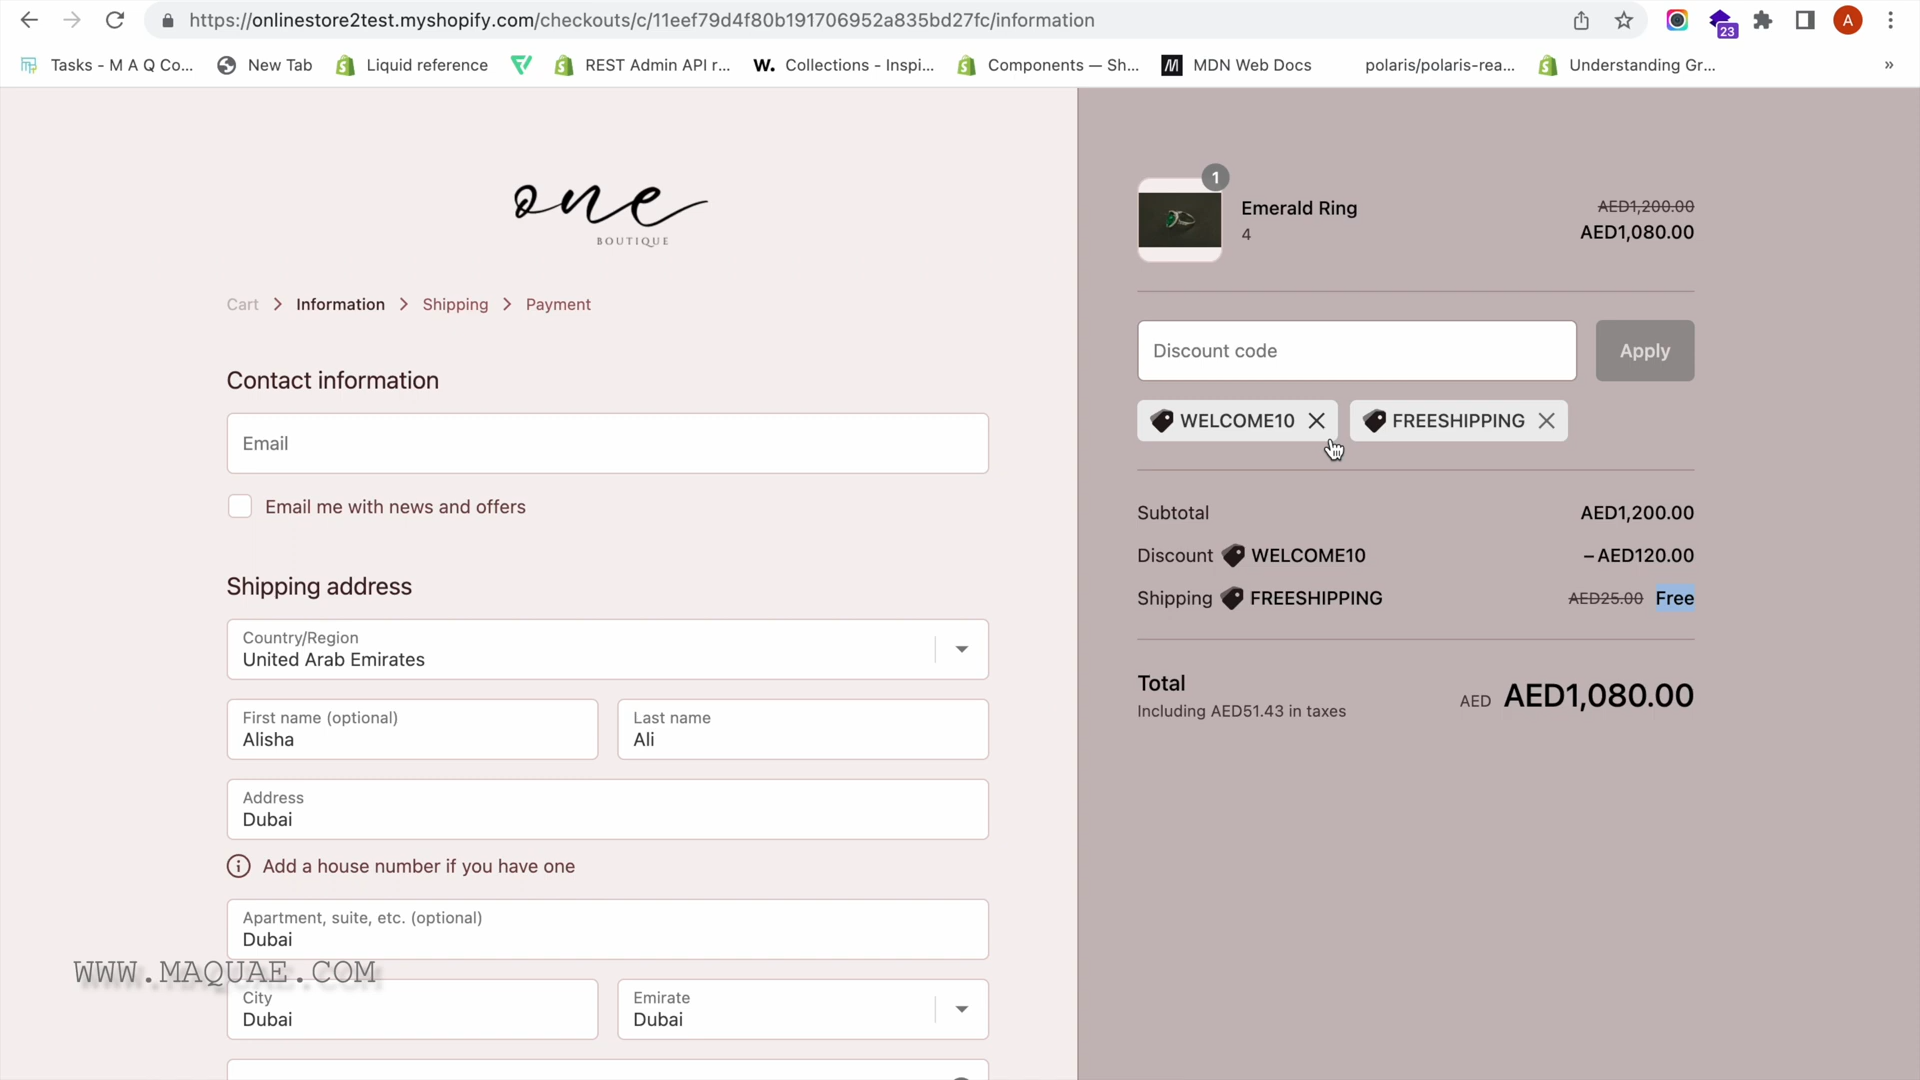 https://onlinestore2test.myshopify.com/checkouts/c/11eef79d4f80b191706952a835bd27fc/information
23
A
Tasks - M A Q Co...
New Tab
Liquid reference
REST Admin API r...
W. Collections - Inspi...
Components — Sh...
MDN Web Docs
polaris/polaris-rea...
Understanding Gr...
»
one
BOUTIQUE
Cart > Information > Shipping > Payment
Contact information
Email
Email me with news and offers
Shipping address
Country/Region
United Arab Emirates
First name (optional)
Alisha
Last name
Ali
Address
Dubai
Add a house number if you have one
Apartment, suite, etc. (optional)
Dubai
WWW.MAQUAE.COM
City
Dubai
Emirate
Dubai
1
Emerald Ring
4
AED1,200.00
AED1,080.00
Discount code
Apply
WELCOME10
FREESHIPPING
Subtotal AED1,200.00
Discount WELCOME10 –AED120.00
Shipping FREESHIPPING AED25.00 Free
Total
Including AED51.43 in taxes
AED AED1,080.00